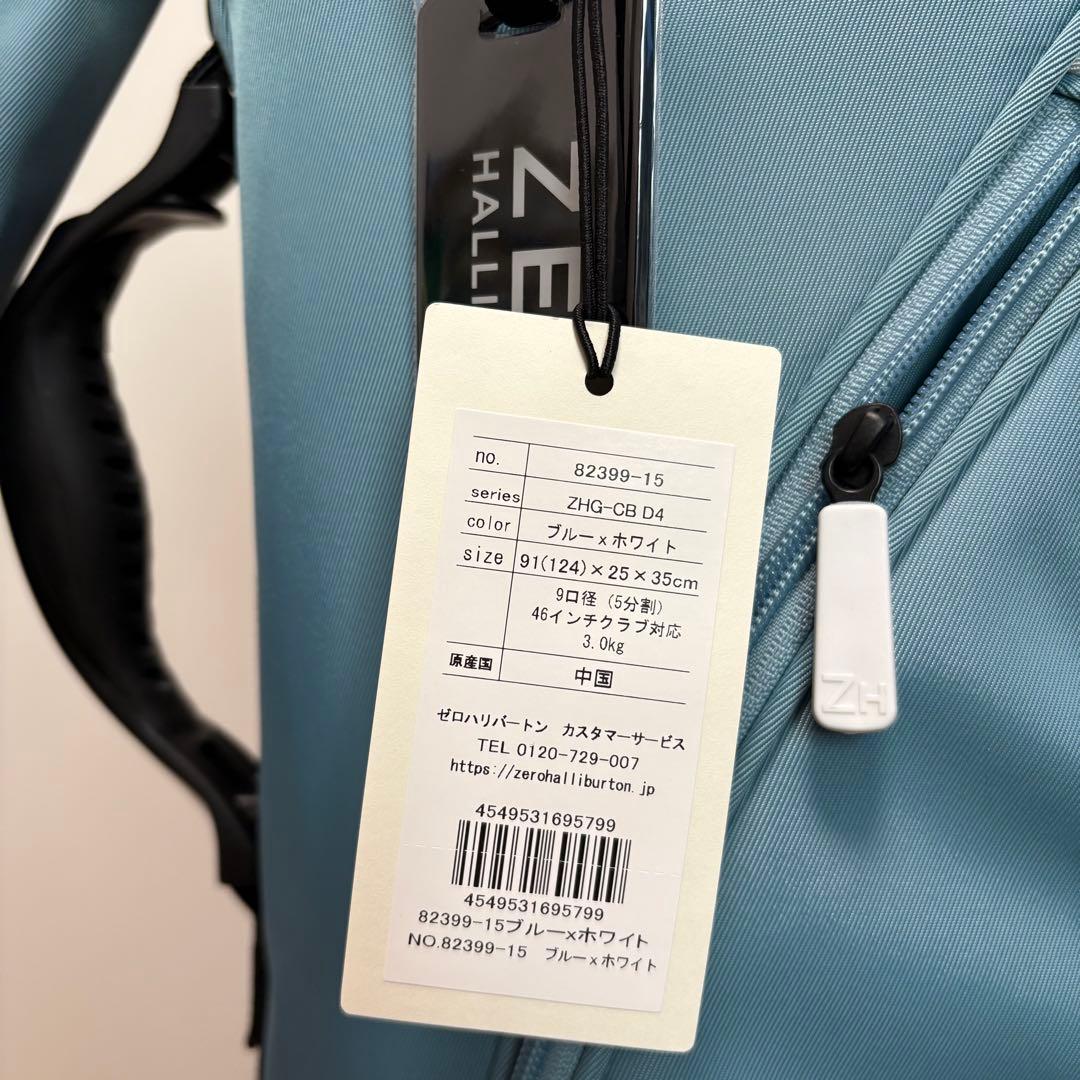 ZE
HALLI
no. 82399-15
series ZHG-CB D4
color ブルーxホワイト
size 91(124)×25×35cm
9口径 (5分割)
46インチクラブ対応
3.0kg
原産国 中国
ゼロハリバートン カスタマーサービス
TEL 0120-729-007
https://zerohalliburton.jp
4549531695799
4549531695799
82399-15ブルーxホワイト
NO.82399-15 ブルーxホワイト
ZH